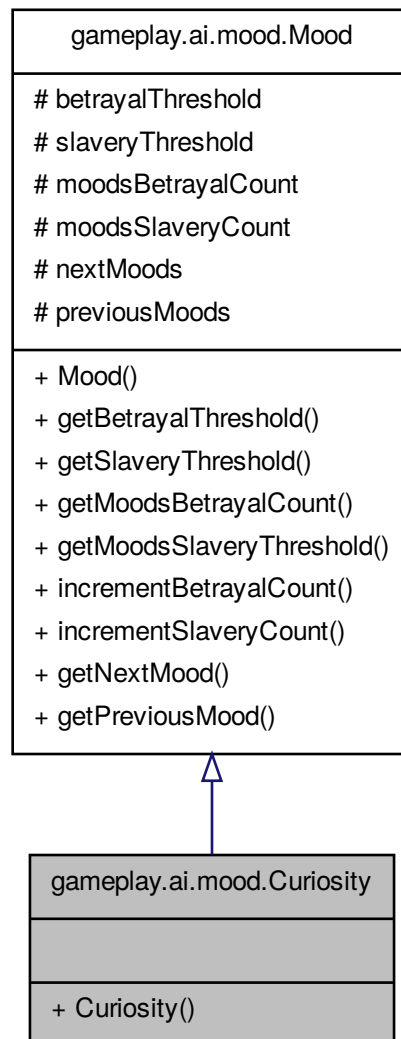 gameplay.ai.mood.Mood
# betrayalThreshold
# slaveryThreshold
# moodsBetrayalCount
# moodsSlaveryCount
# nextMoods
# previousMoods
+ Mood()
+ getBetrayalThreshold()
+ getSlaveryThreshold()
+ getMoodsBetrayalCount()
+ getMoodsSlaveryThreshold()
+ incrementBetrayalCount()
+ incrementSlaveryCount()
+ getNextMood()
+ getPreviousMood()
gameplay.ai.mood.Curiosity
+ Curiosity()